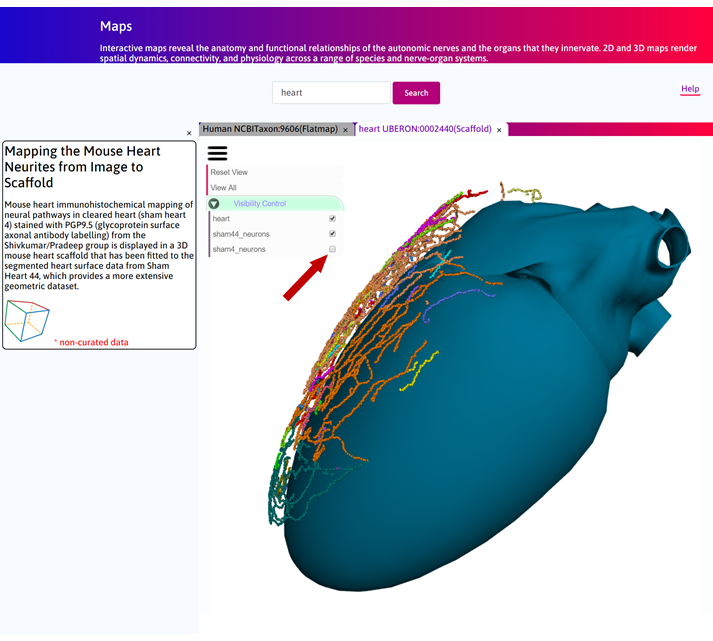 Maps
Interactive maps reveal the anatomy and functional relationships of the autonomic nerves and the organs that they innervate. 2D and 3D maps render
spatial dynamics, connectivity, and physiology across a range of species and nerve-organ systems.
heart
Search
Help
×
Human NCBITaxon:9606(Flatmap) ×
heart UBERON:0002440(Scaffold) ×
Mapping the Mouse Heart
Neurites from Image to
Scaffold
Mouse heart immunohistochemical mapping of
neural pathways in cleared heart (sham heart
4) stained with PGP9.5 (glycoprotein surface
axonal antibody labelling) from the
Shivkumar/Pradeep group is displayed in a 3D
mouse heart scaffold that has been fitted to the
segmented heart surface data from Sham
Heart 44, which provides a more extensive
geometric dataset.
* non-curated data
Reset View
View All
Visibility Control
heart
sham44_neurons
sham4_neurons